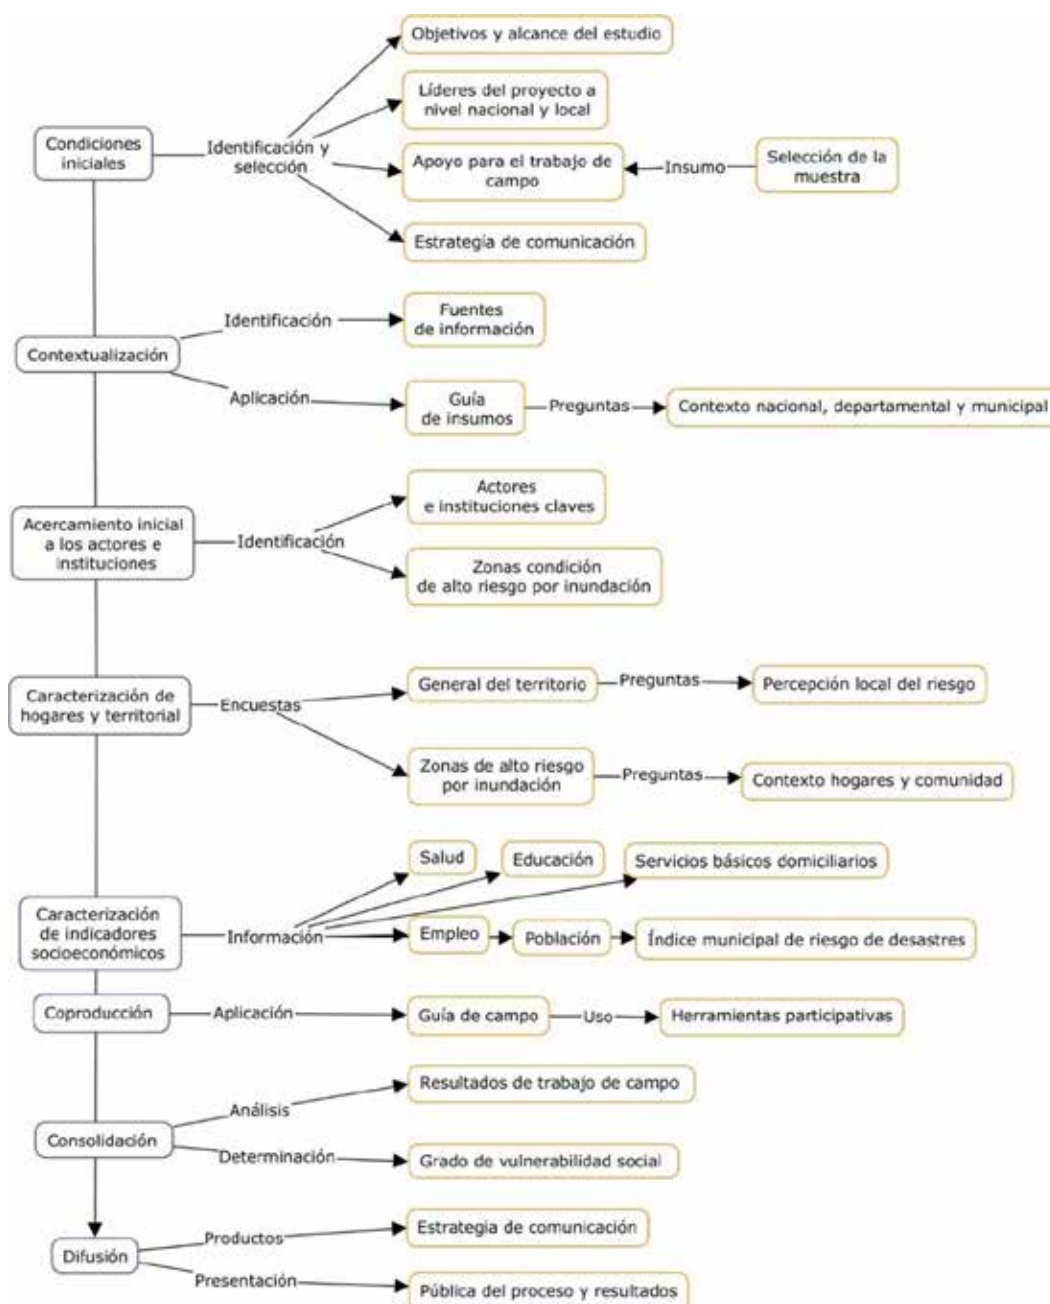 Objetivos y alcance del estudio
Líderes del proyecto a
nivel nacional y local
Condiciones
iniciales
Identificación y
selección
Apoyo para el trabajo de
campo
Insumo
Selección de la
muestra
Estrategia de comunicación
Contextualización
Identificación
Fuentes
de información
Aplicación
Guía
de insumos
Preguntas
Contexto nacional, departamental y municipal
Acercamiento inicial
a los actores e
instituciones
Identificación
Actores
e instituciones claves
Zonas condición
de alto riesgo por inundación
Caracterización de
hogares y territorial
Encuestas
General del territorio
Preguntas
Percepción local del riesgo
Zonas de alto riesgo
por inundación
Preguntas
Contexto hogares y comunidad
Caracterización
de indicadores
socioeconómicos
Información
Salud
Educación
Servicios básicos domiciliarios
Empleo
Población
Índice municipal de riesgo de desastres
Coproducción
Aplicación
Guía de campo
Uso
Herramientas participativas
Consolidación
Análisis
Resultados de trabajo de campo
Determinación
Grado de vulnerabilidad social
Difusión
Productos
Estrategia de comunicación
Presentación
Pública del proceso y resultados